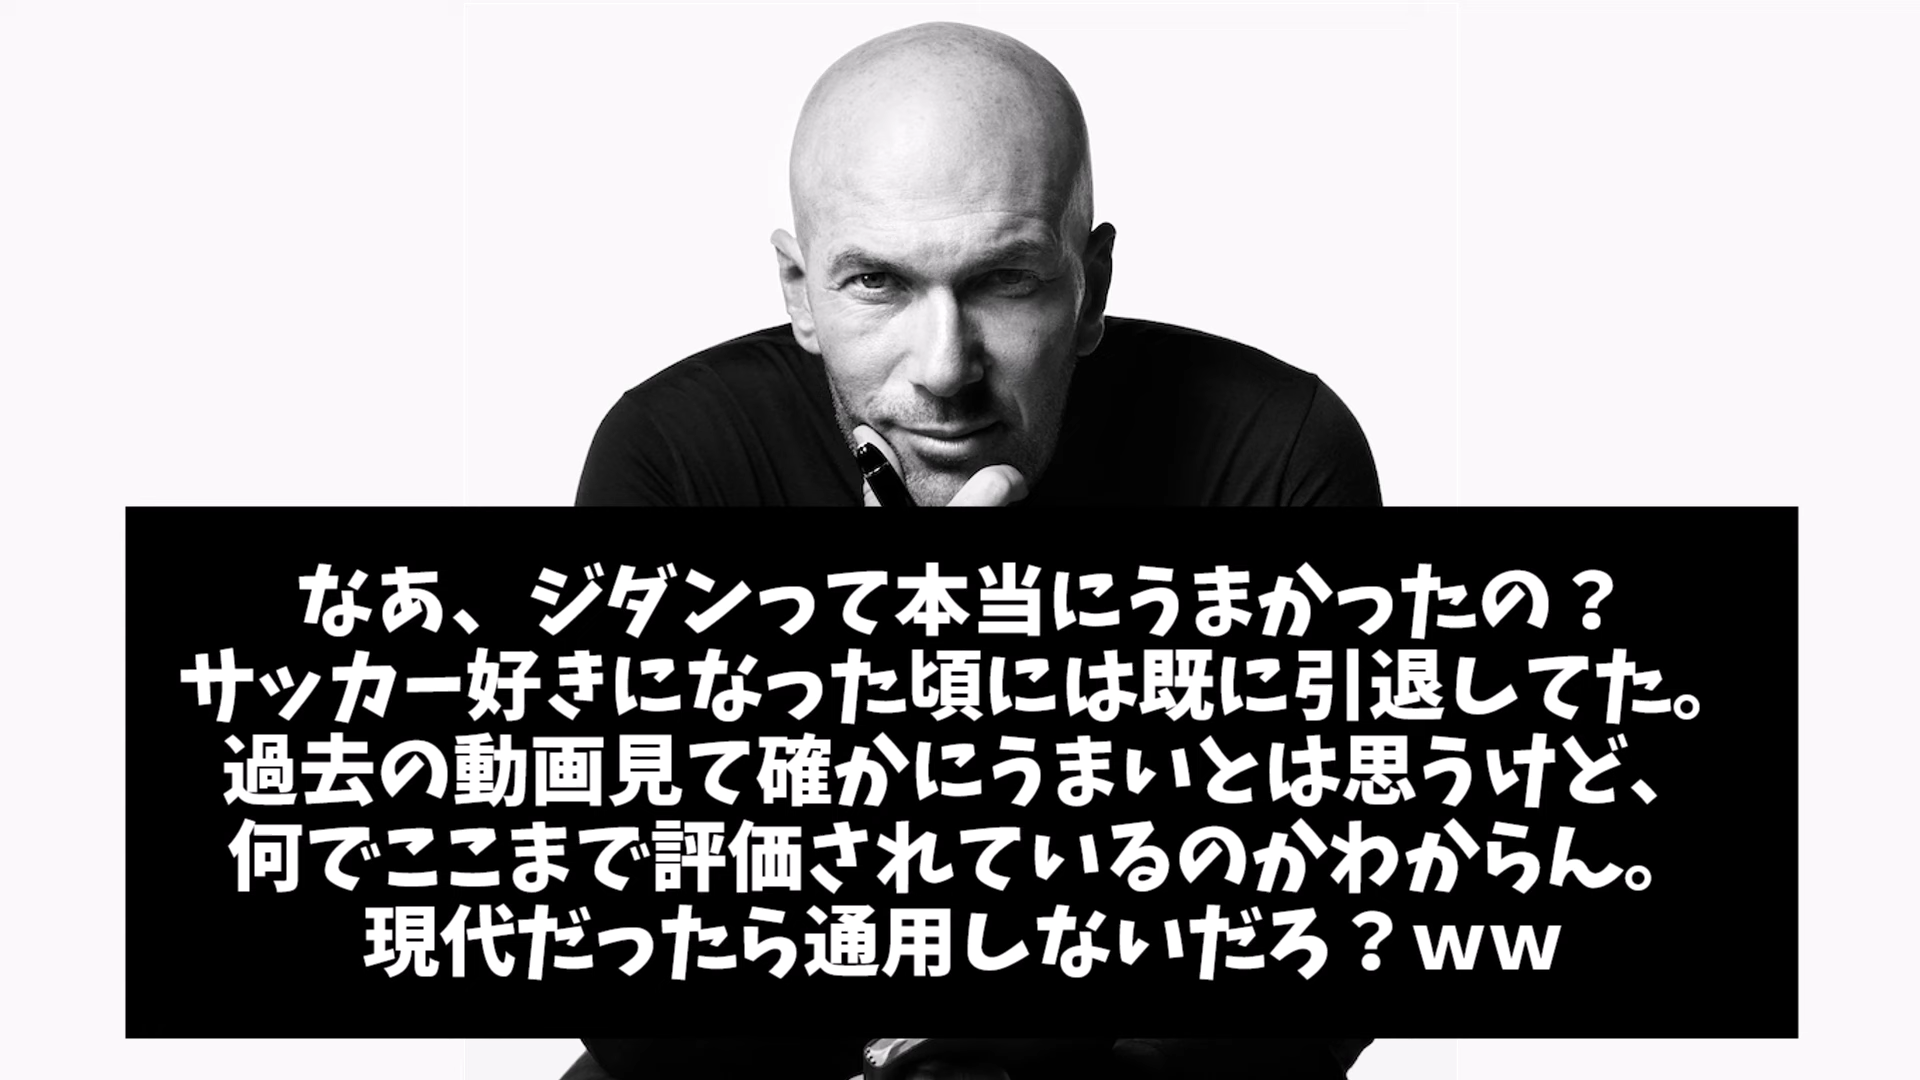 なあ、ジダンって本当にうまかったの？
サッカー好きになった頃には既に引退してた。
過去の動画見て確かにうまいとは思うけど、
何でここまで評価されているのかわからん。
現代だったら通用しないだろ？ww